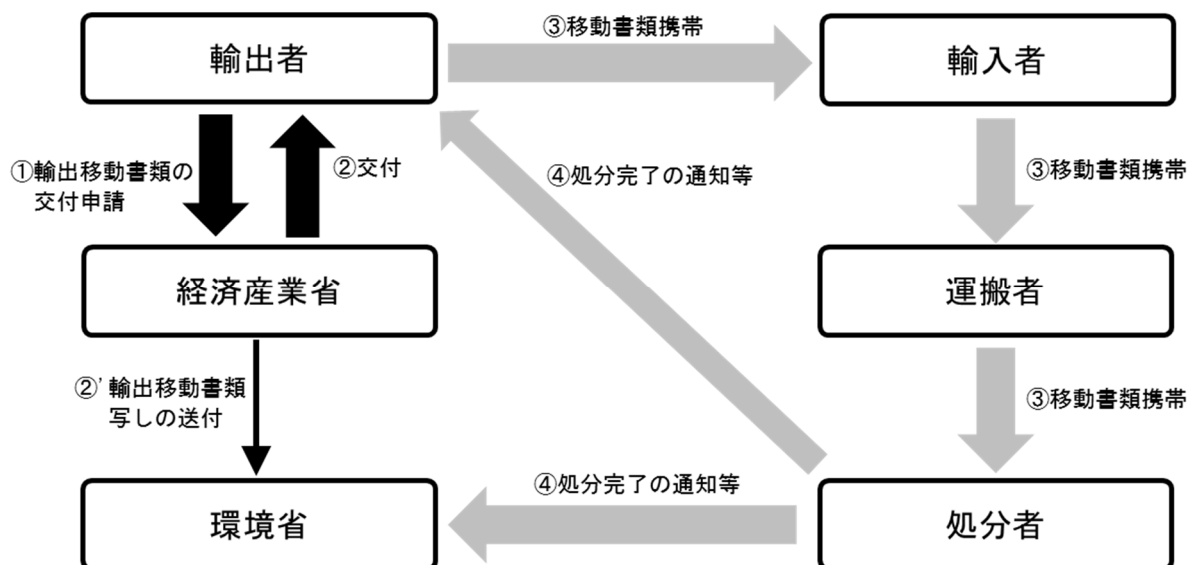 ③移動書類携帯
輸出者
輸入者
①輸出移動書類の
交付申請
②交付
④処分完了の通知等
③移動書類携帯
経済産業省
運搬者
②' 輸出移動書類
写しの送付
③移動書類携帯
④処分完了の通知等
環境省
処分者